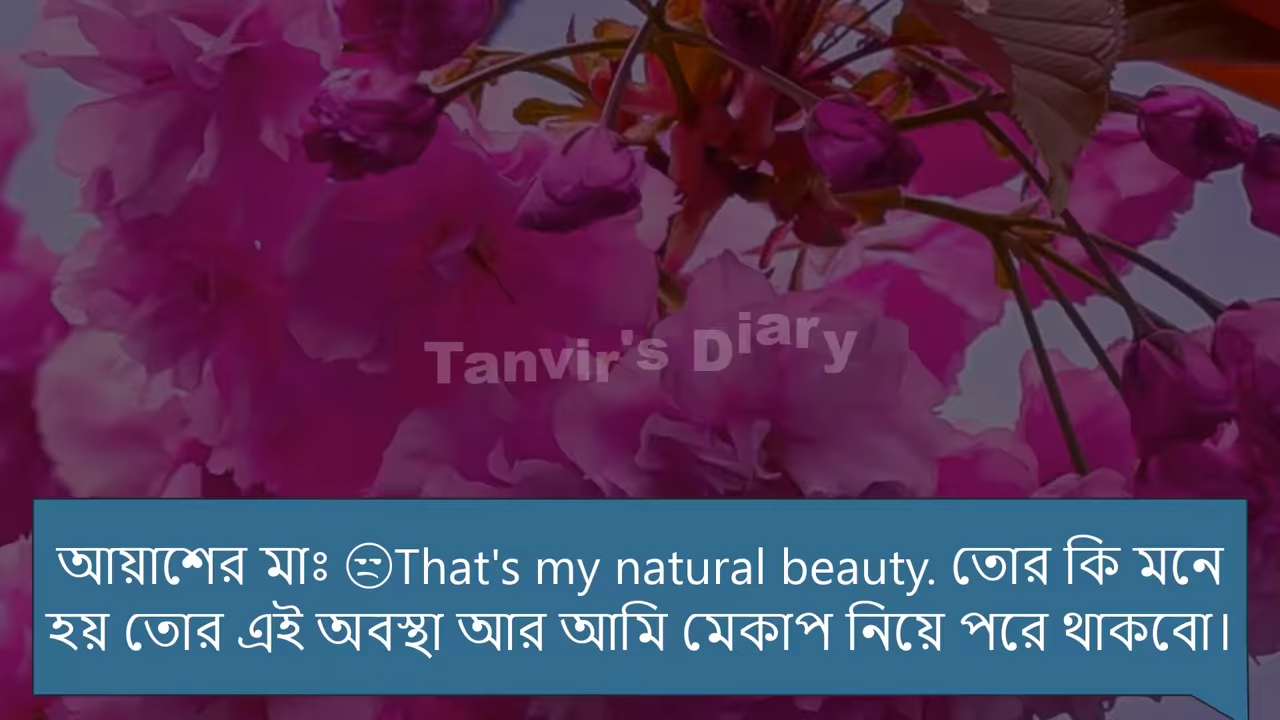 Tanvir's Diary
আয়াশের মাঃ 😒That's my natural beauty. তোর কি মনে
হয় তোর এই অবস্থা আর আমি মেকাপ নিয়ে পরে থাকবো।